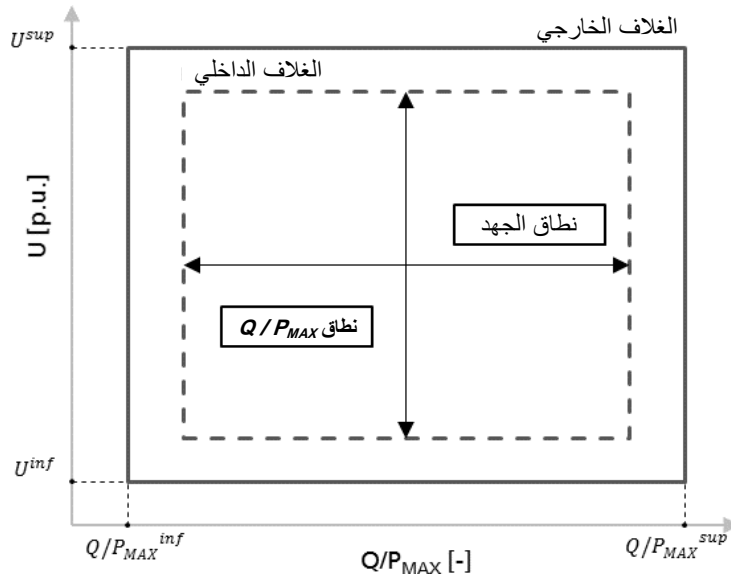 الغلاف الخارجي
U^sup
الغلاف الداخلي
U [p.u.]
نطاق الجهد
نطاق Q / P_MAX
U^inf
Q/P_MAX^inf
Q/P_MAX [-]
Q/P_MAX^sup